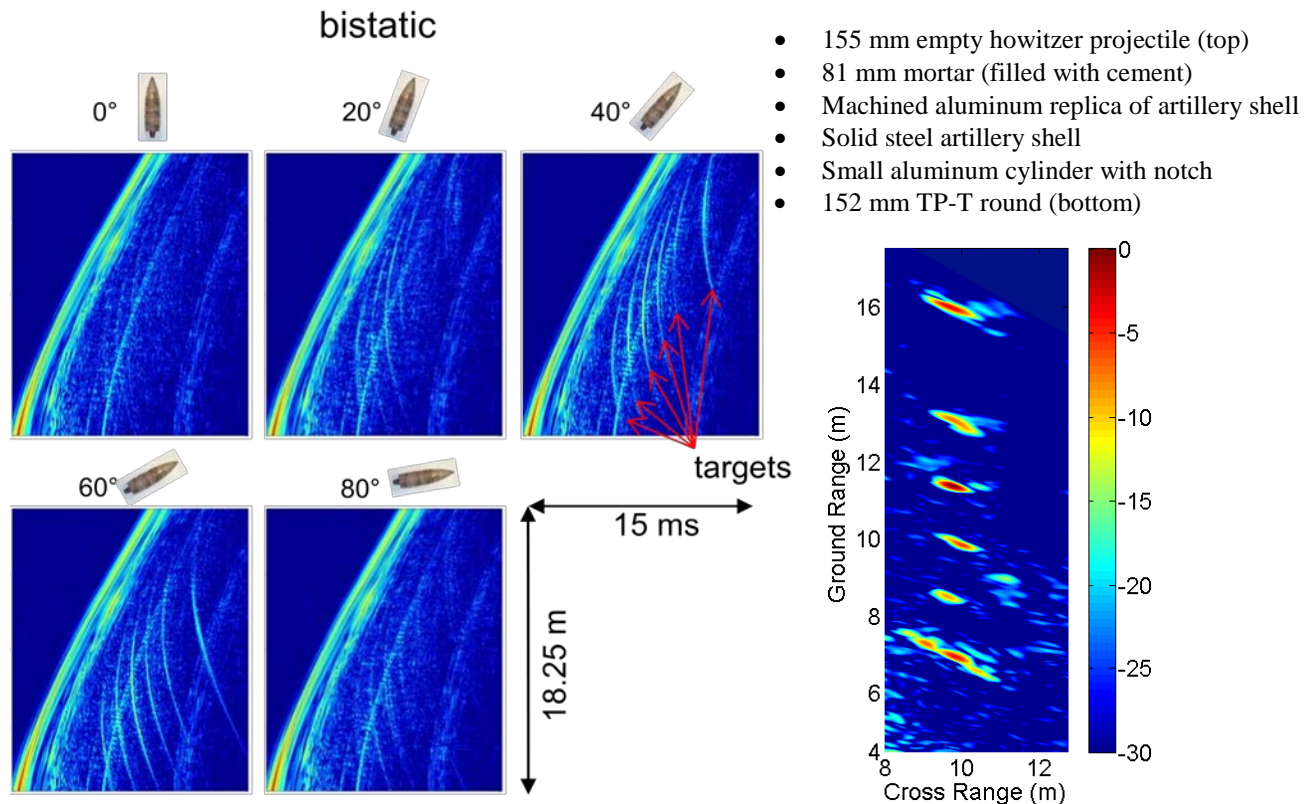 bistatic
0°
20°
40°
targets
60°
80°
15 ms
18.25 m
• 155 mm empty howitzer projectile (top)
• 81 mm mortar (filled with cement)
• Machined aluminum replica of artillery shell
• Solid steel artillery shell
• Small aluminum cylinder with notch
• 152 mm TP-T round (bottom)
Ground Range (m)
16
14
12
10
8
6
4
8
10
12
Cross Range (m)
0
-5
-10
-15
-20
-25
-30